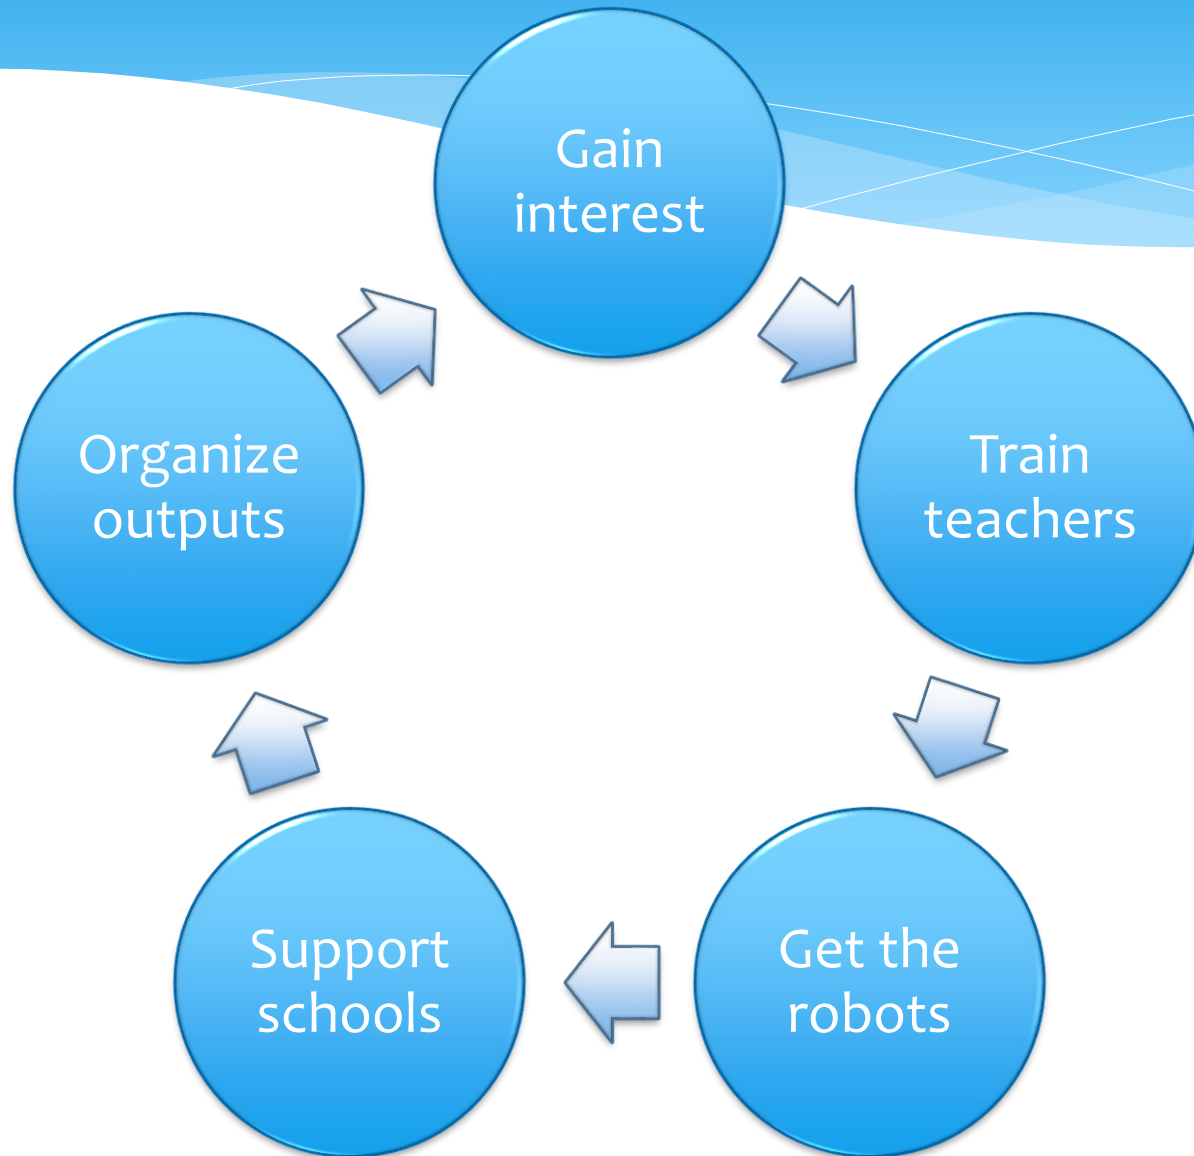 Gain
interest
Train
teachers
Get the
robots
Support
schools
Organize
outputs